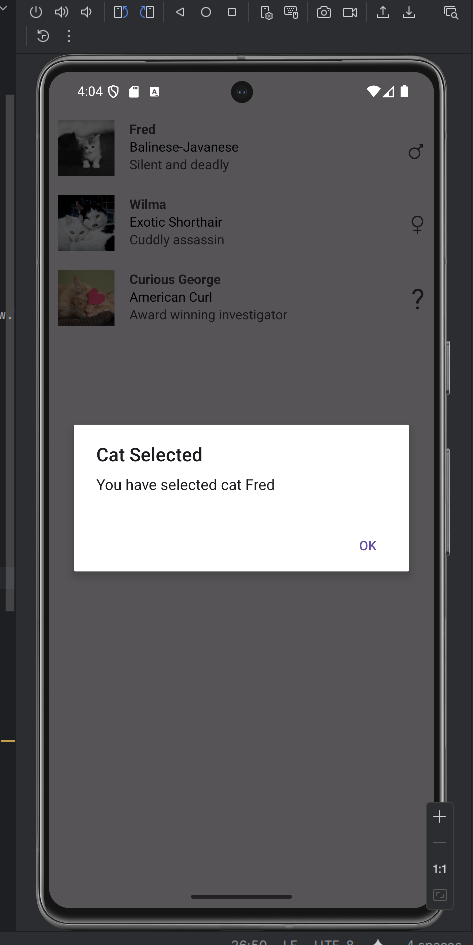 4:04
Fred
Balinese-Javanese
Silent and deadly
Wilma
Exotic Shorthair
Cuddly assassin
Curious George
American Curl
Award winning investigator
?
w.
Cat Selected
You have selected cat Fred
OK
1:1
26:50 LF UTF-8 4 spaces